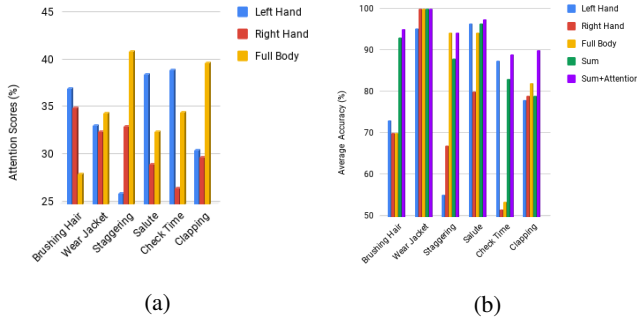 Left Hand
Right Hand
Full Body
45
40
35
30
25
Attention Scores (%)
Brushing Hair
Wear Jacket
Staggering
Salute
Check Time
Clapping
(a)
Left Hand
Right Hand
Full Body
Sum
Sum+Attention
100
90
80
70
60
50
Average Accuracy (%)
Brushing Hair
Wear Jacket
Staggering
Salute
Check Time
Clapping
(b)